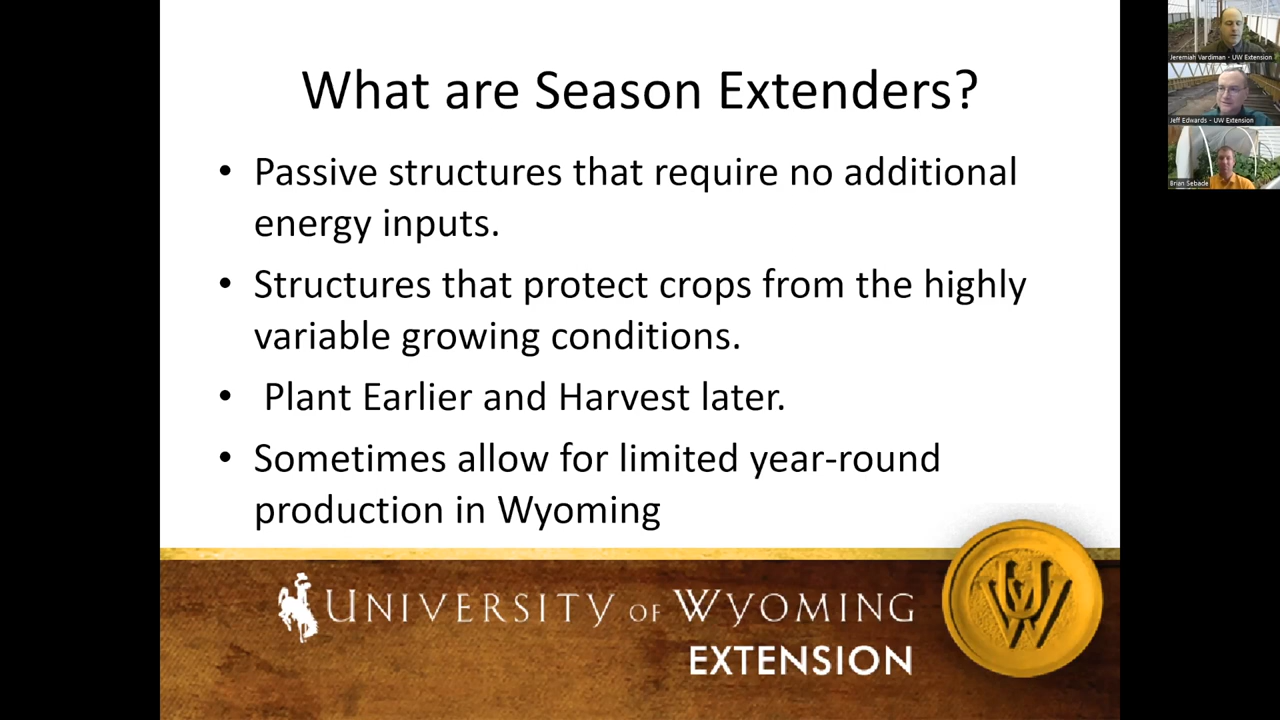 What are Season Extenders?
• Passive structures that require no additional
energy inputs.
• Structures that protect crops from the highly
variable growing conditions.
• Plant Earlier and Harvest later.
• Sometimes allow for limited year-round
production in Wyoming
UNIVERSITY OF WYOMING
EXTENSION
UW
Jeremiah Vardiman - UW Extension
Jeff Edwards - UW Extension
Brian Sebade